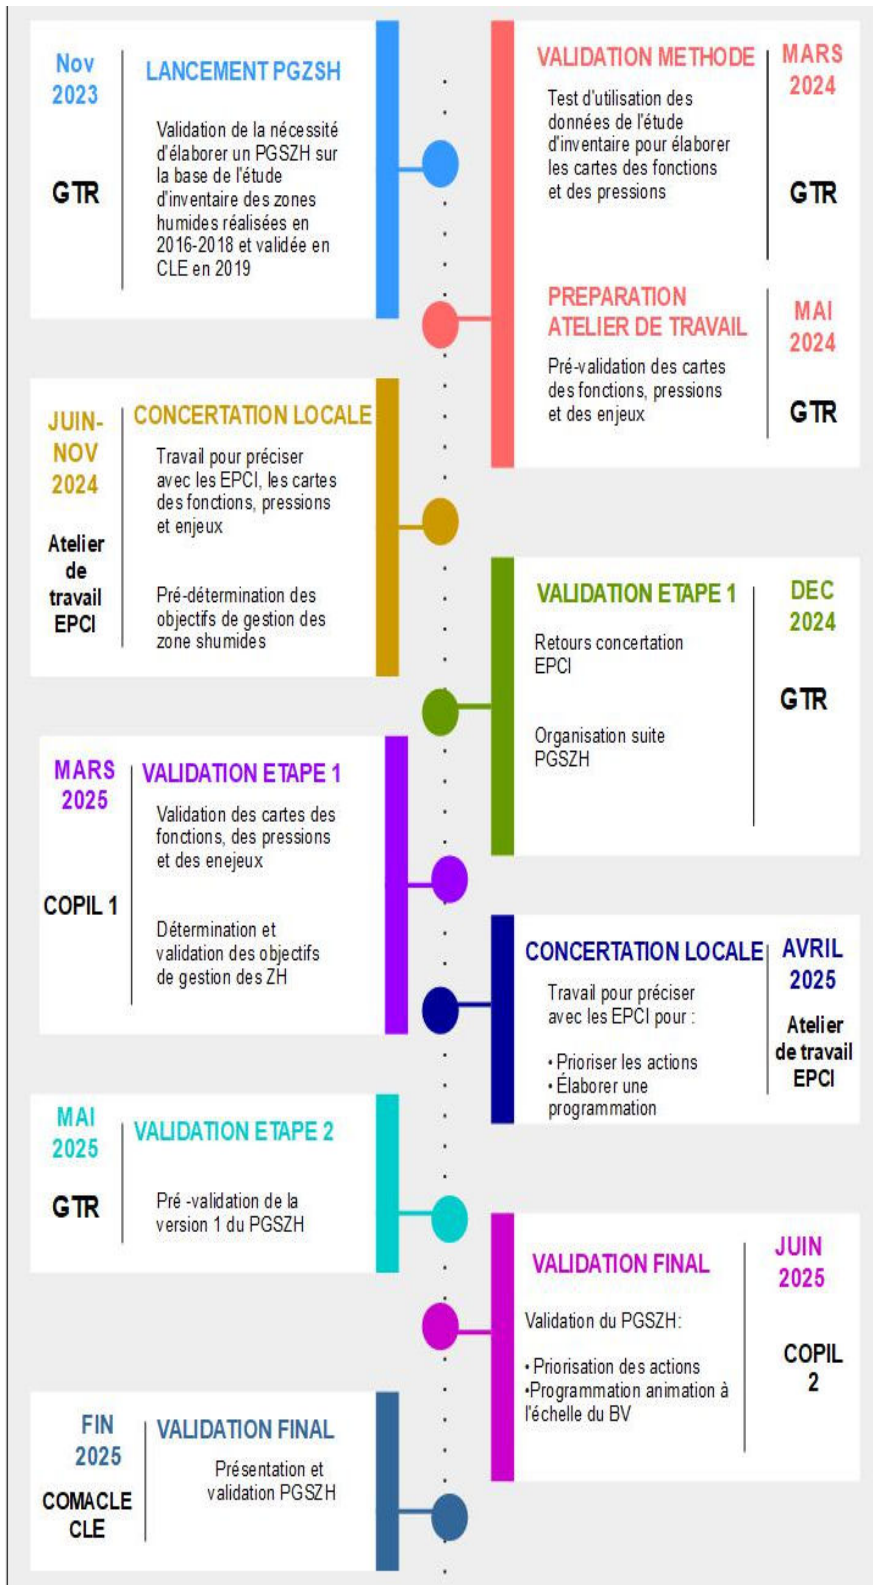 Nov
2023
GTR
LANCEMENT PGZSH
Validation de la nécessité
d'élaborer un PGSZH sur
la base de l'étude
d'inventaire des zones
humides réalisées en
2016-2018 et validée en
CLE en 2019
VALIDATION METHODE
Test d'utilisation des
données de l'étude
d'inventaire pour élaborer
les cartes des fonctions
et des pressions
MARS
2024
GTR
PREPARATION
ATELIER DE TRAVAIL
Pré-validation des cartes
des fonctions, pressions
et des enjeux
MAI
2024
GTR
JUIN-
NOV
2024
Atelier
de
travail
EPCI
CONCERTATION LOCALE
Travail pour préciser
avec les EPCI, les cartes
des fonctions, pressions
et enjeux
Pré-détermination des
objectifs de gestion des
zone shumides
VALIDATION ETAPE 1
Retours concertation
EPCI
Organisation suite
PGSZH
DEC
2024
GTR
MARS
2025
COPIL 1
VALIDATION ETAPE 1
Validation des cartes des
fonctions, des pressions
et des enejeux
Détermination et
validation des objectifs
de gestion des ZH
CONCERTATION LOCALE
Travail pour préciser
avec les EPCI pour :
• Prioriser les actions
• Élaborer une
programmation
AVRIL
2025
Atelier
de travail
EPCI
MAI
2025
GTR
VALIDATION ETAPE 2
Pré -validation de la
version 1 du PGSZH
VALIDATION FINAL
Validation du PGSZH:
• Priorisation des actions
•Programmation animation à
l'échelle du BV
JUIN
2025
COPIL
2
FIN
2025
COMACLE
CLE
VALIDATION FINAL
Présentation et
validation PGSZH